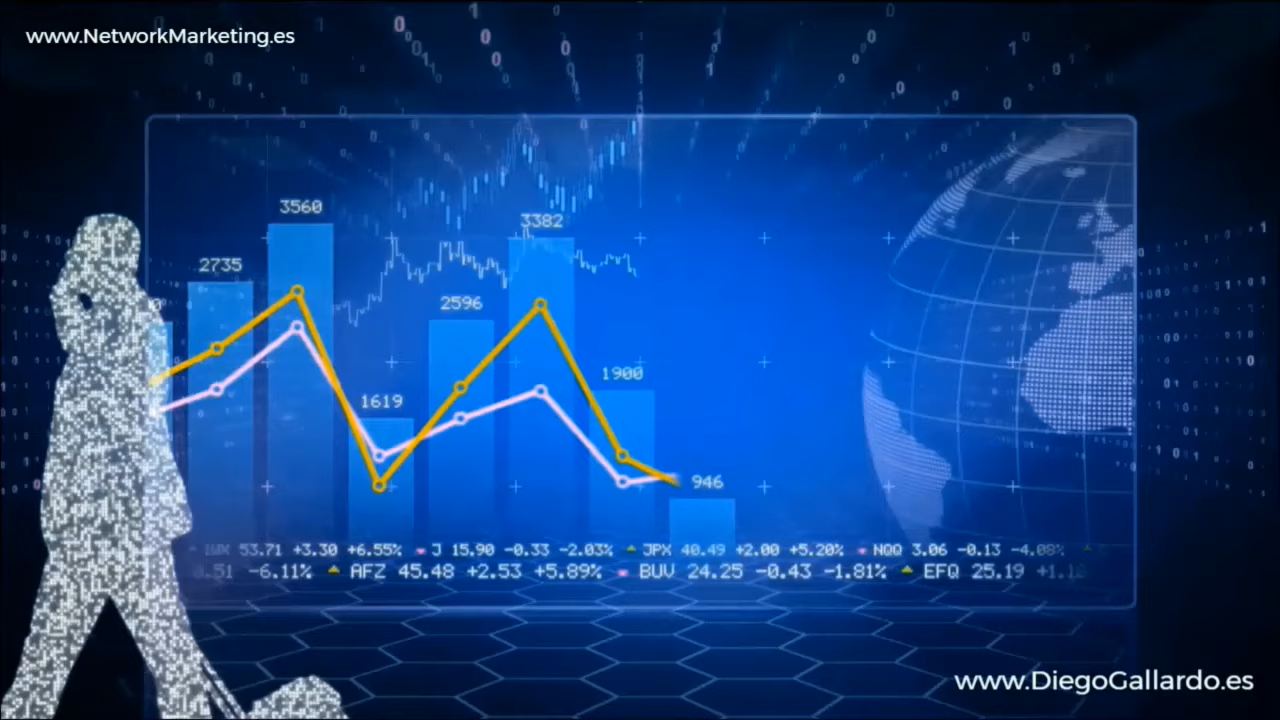 www.NetworkMarketing.es
3560
3382
2735
2596
1900
1619
946
53.71 +3.30 +6.55% J 15.90 -0.33 -2.03% JPX 40.49 +2.00 +5.20% NQQ 3.06 -0.13 -4.08%
-6.11% AFZ 45.48 +2.53 +5.89% BUV 24.25 -0.43 -1.81% EFQ 25.19
www.DiegoGallardo.es